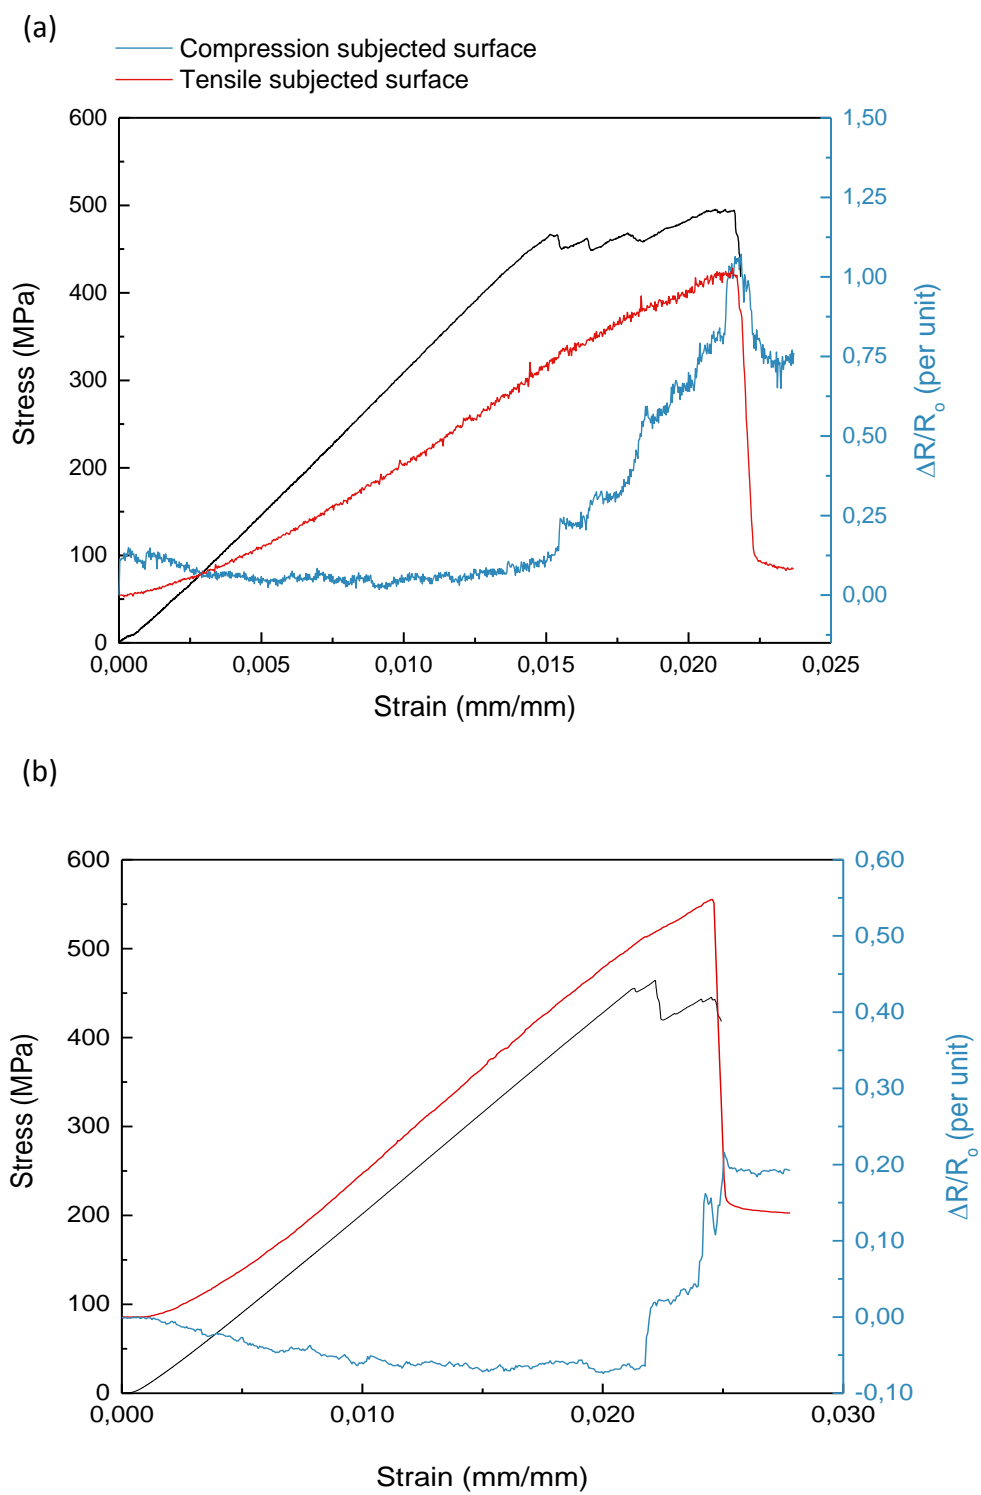 (a)
Compression subjected surface
Tensile subjected surface
600
500
400
300
200
100
0
Stress (MPa)
1,50
1,25
1,00
0,75
0,50
0,25
0,00
ΔR/Ro (per unit)
0,000 0,005 0,010 0,015 0,020 0,025
Strain (mm/mm)
(b)
600
500
400
300
200
100
0
Stress (MPa)
0,60
0,50
0,40
0,30
0,20
0,10
0,00
-0,10
ΔR/Ro (per unit)
0,000 0,010 0,020 0,030
Strain (mm/mm)